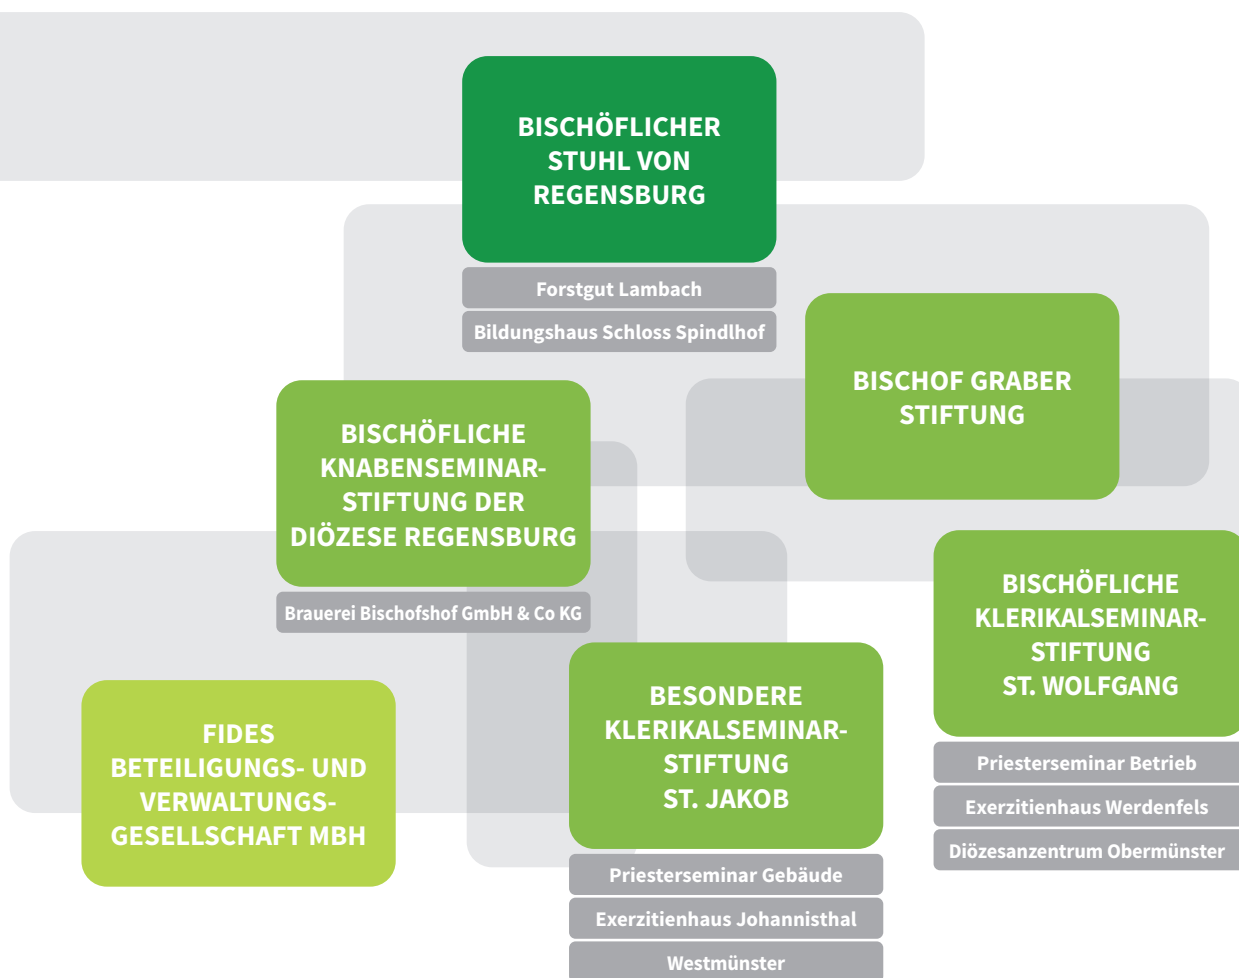 BISCHÖFLICHER
STUHL VON
REGENSBURG
Forstgut Lambach
Bildungshaus Schloss Spindlhof
BISCHOF GRABER
STIFTUNG
BISCHÖFLICHE
KNABENSEMINAR-
STIFTUNG DER
DIÖZESE REGENSBURG
Brauerei Bischofshof GmbH & Co KG
BISCHÖFLICHE
KLERIKALSEMINAR-
STIFTUNG
ST. WOLFGANG
Priesterseminar Betrieb
Exerzitienhaus Werdenfels
Diözesanzentrum Obermünster
FIDES
BETEILIGUNGS- UND
VERWALTUNGS-
GESELLSCHAFT MBH
BESONDERE
KLERIKALSEMINAR-
STIFTUNG
ST. JAKOB
Priesterseminar Gebäude
Exerzitienhaus Johannisthal
Westmünster